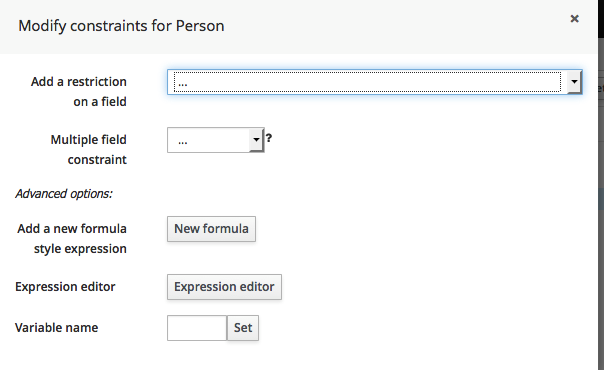 Modify constraints for Person
×
Add a restriction
on a field
...
Multiple field
constraint
...
?
Advanced options:
Add a new formula
style expression
New formula
Expression editor
Expression editor
Variable name
Set